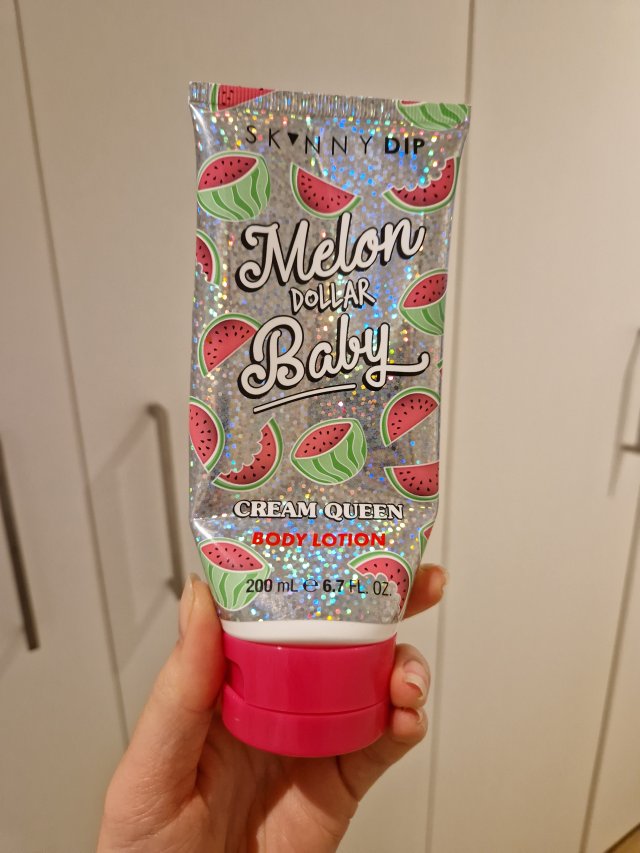 SKINNY DIP
Melon
DOLLAR
Baby
CREAM QUEEN
BODY LOTION
200 mL ℮ 6.7 FL. OZ.